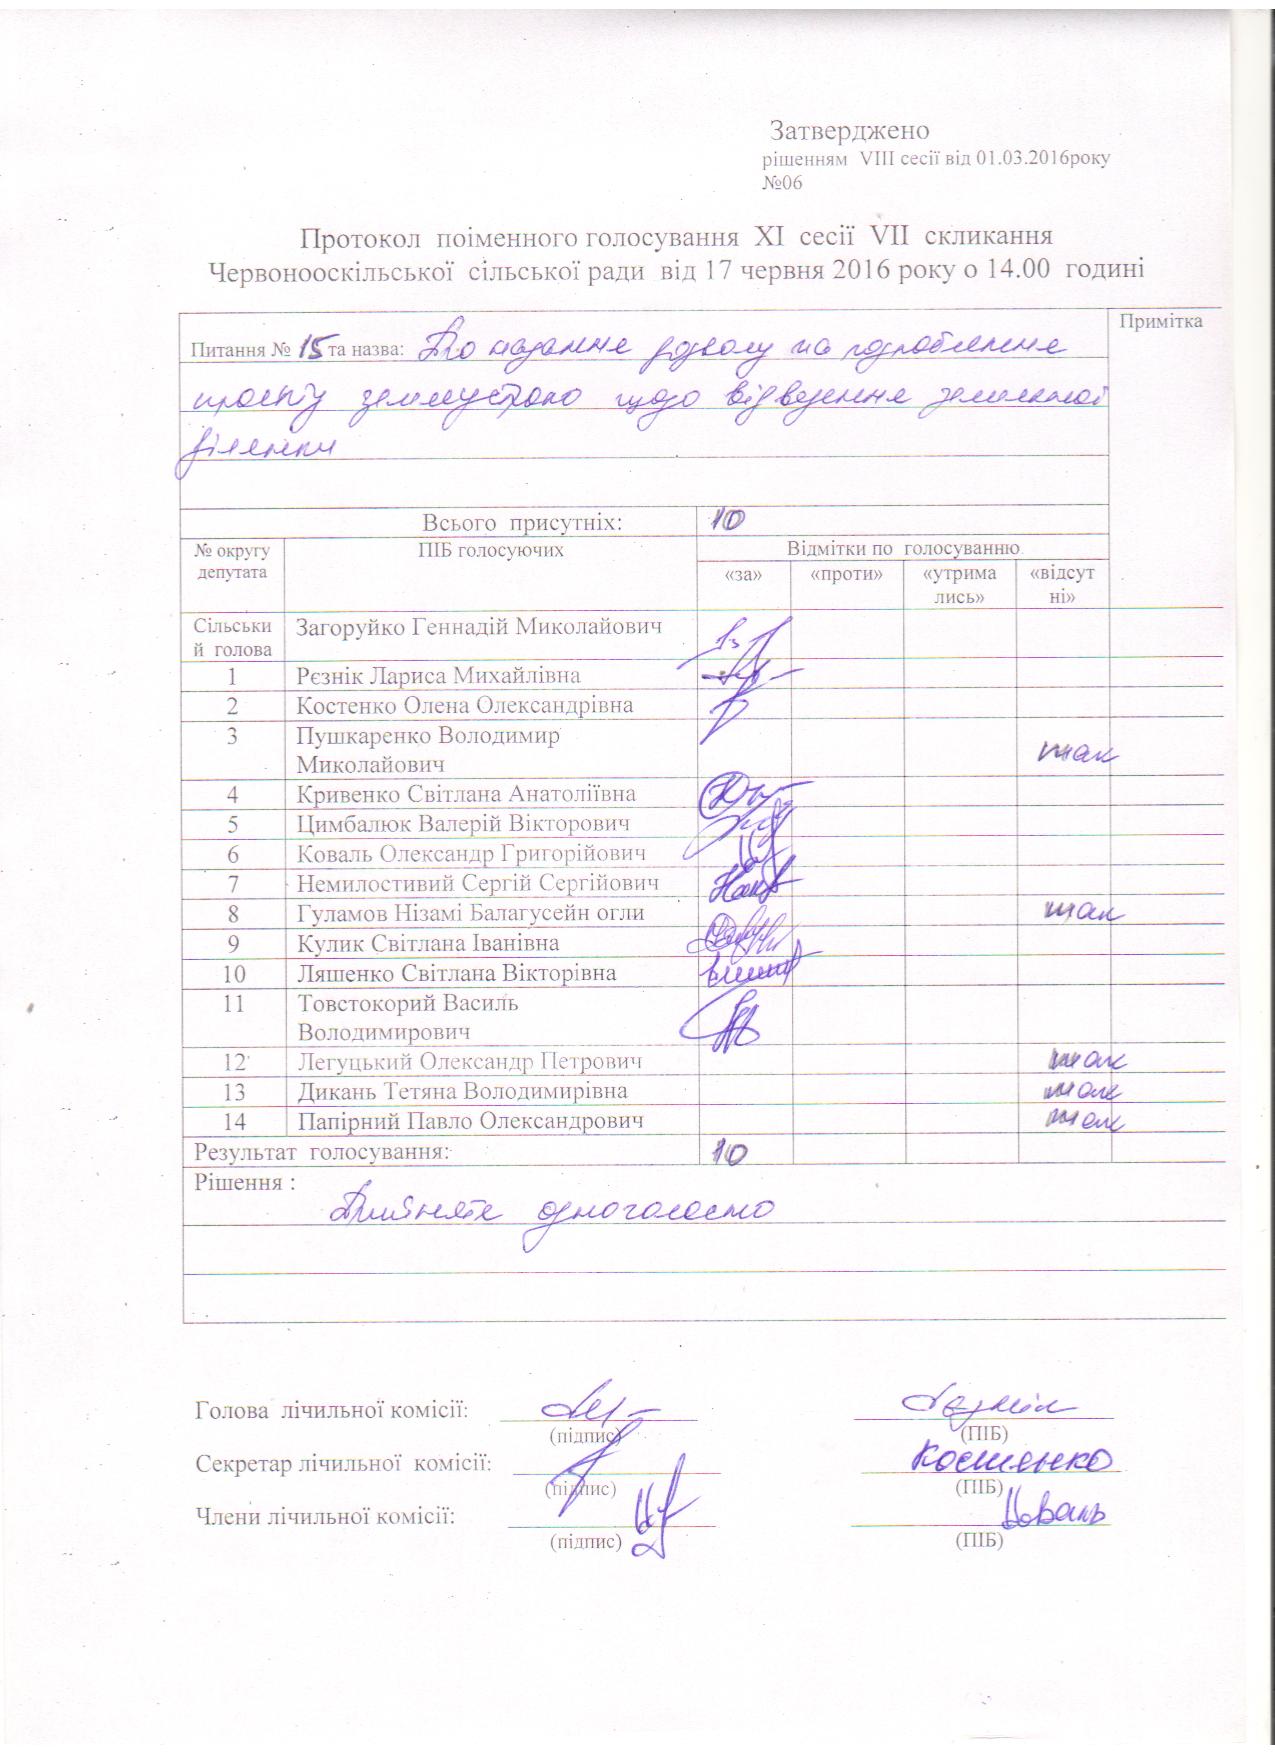 Затверджено
рішенням VIII сесії від 01.03.2016року
№06
Протокол поіменного голосування XI сесії VII скликання
Червонооскільської сільської ради від 17 червня 2016 року о 14.00 годині
Питання № 15 та назва: Про надання дозволу на розроблення
Примітка
проекту землеустрою щодо відведення земельної
ділянки
Всього присутніх: 10
№ округу депутата
ПІБ голосуючих
Відмітки по голосуванню
«за» «проти» «утрима лись» «відсут ні»
Сільськи й голова Загоруйко Геннадій Миколайович
1 Рєзнік Лариса Михайлівна
2 Костенко Олена Олександрівна
3 Пушкаренко Володимир Миколайович так
4 Кривенко Світлана Анатоліївна
5 Цимбалюк Валерій Вікторович
6 Коваль Олександр Григорійович
7 Немилостивий Сергій Сергійович
8 Гуламов Нізамі Балагусейн огли так
9 Кулик Світлана Іванівна
10 Ляшенко Світлана Вікторівна
11 Товстокорий Василь Володимирович
12 Легуцький Олександр Петрович так
13 Дикань Тетяна Володимирівна так
14 Папірний Павло Олександрович так
Результат голосування: 10
Рішення :
Прийнято одноголосно
Голова лічильної комісії: Рєзнік
(підпис) (ПІБ)
Секретар лічильної комісії: Костенко
(підпис) (ПІБ)
Члени лічильної комісії: Коваль
(підпис) (ПІБ)